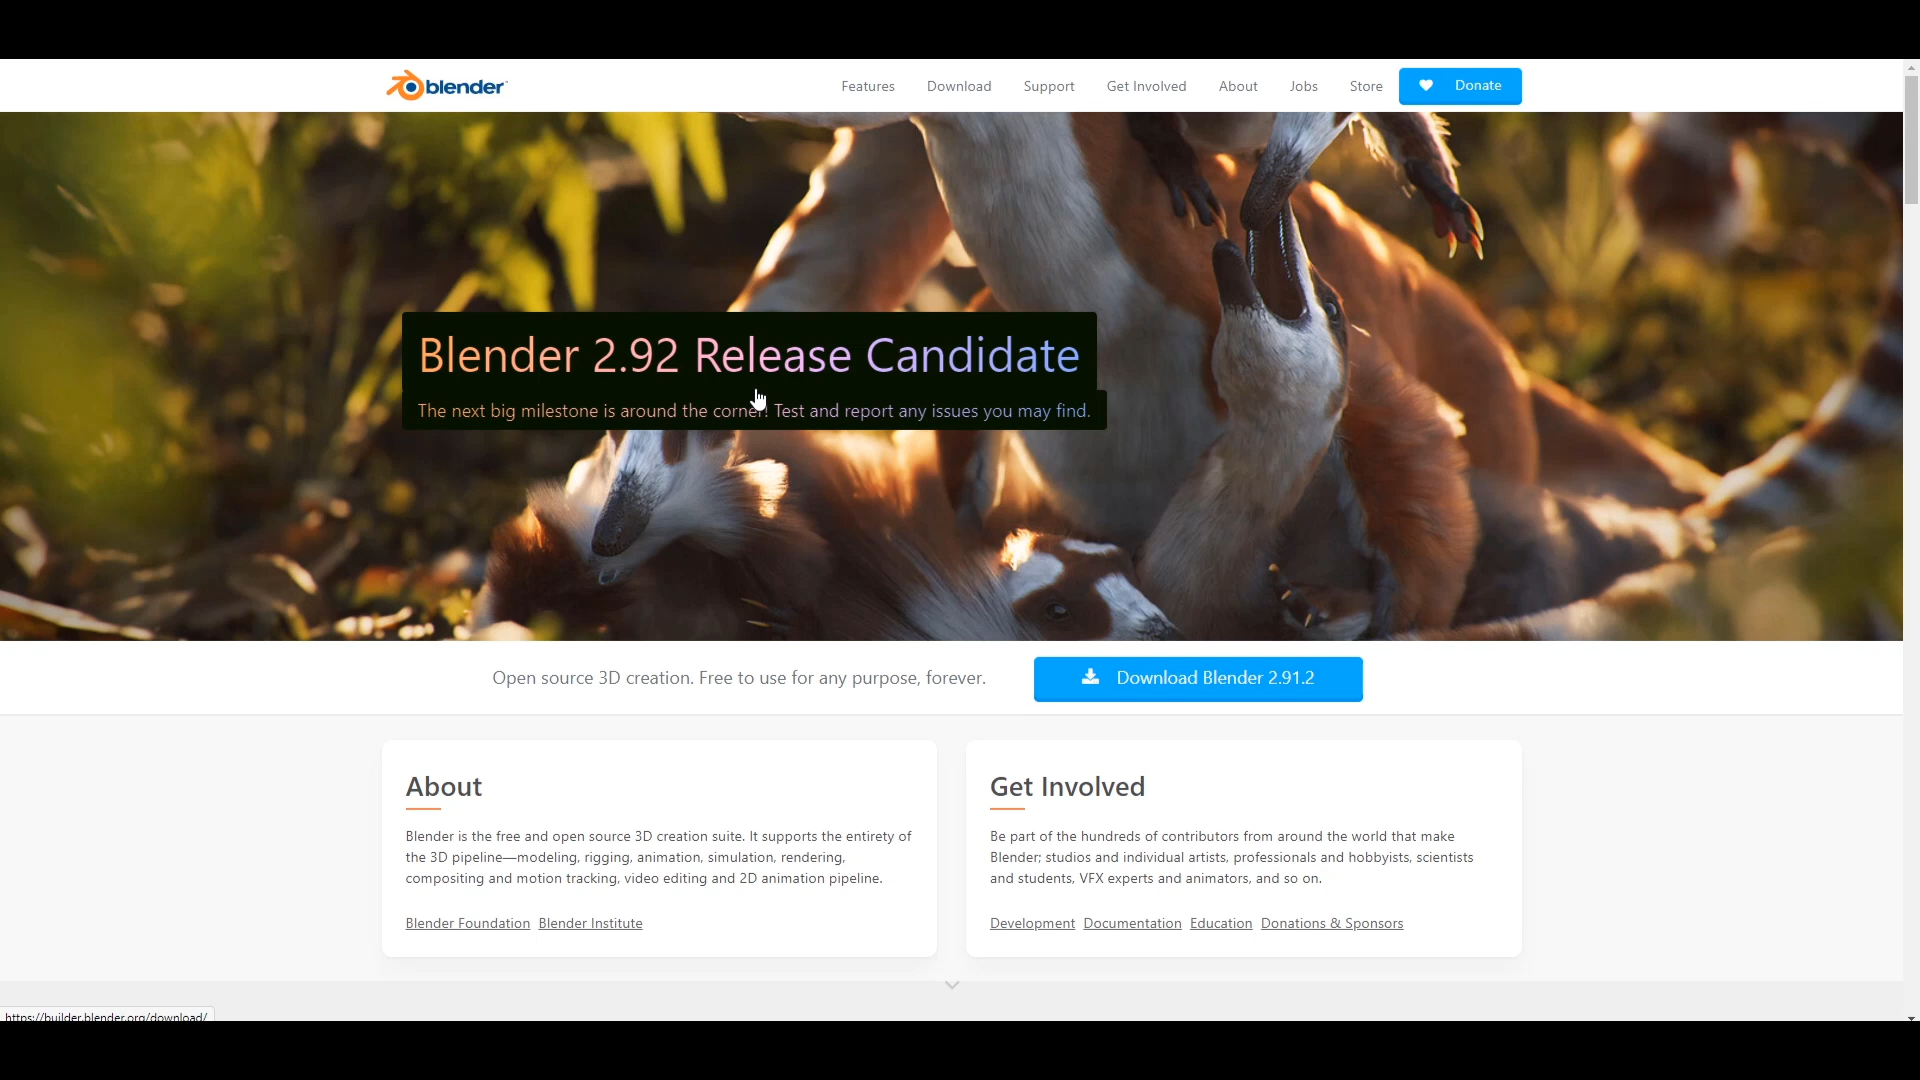 blender
Features Download Support Get Involved About Jobs Store Donate
Blender 2.92 Release Candidate
The next big milestone is around the corner! Test and report any issues you may find.
Open source 3D creation. Free to use for any purpose, forever.
Download Blender 2.91.2
About
Blender is the free and open source 3D creation suite. It supports the entirety of
the 3D pipeline—modeling, rigging, animation, simulation, rendering,
compositing and motion tracking, video editing and 2D animation pipeline.
Blender Foundation Blender Institute
Get Involved
Be part of the hundreds of contributors from around the world that make
Blender; studios and individual artists, professionals and hobbyists, scientists
and students, VFX experts and animators, and so on.
Development Documentation Education Donations & Sponsors
https://builder.blender.org/download/